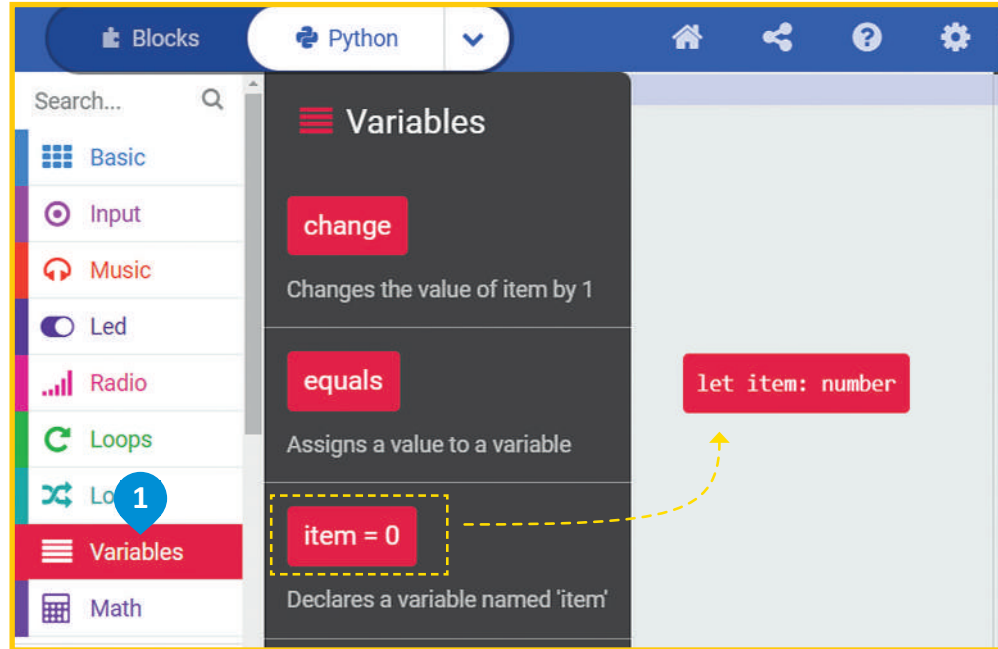 Blocks
Python
Search...
Basic
Input
Music
Led
Radio
Loops
Lo
1
Variables
Math
Variables
change
Changes the value of item by 1
equals
Assigns a value to a variable
item = 0
Declares a variable named 'item'
let item: number